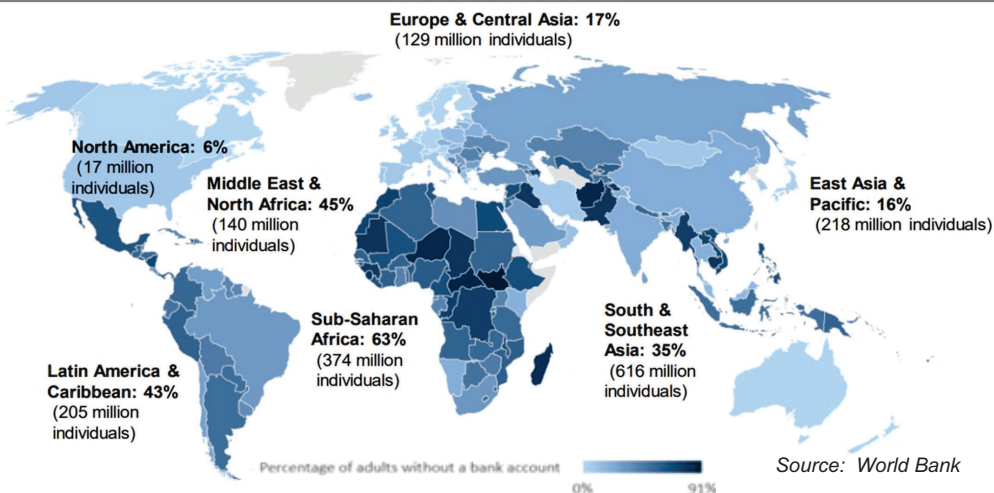 Europe & Central Asia: 17%
(129 million individuals)
North America: 6%
(17 million
individuals)
Middle East &
North Africa: 45%
(140 million
individuals)
East Asia &
Pacific: 16%
(218 million individuals)
Sub-Saharan
Africa: 63%
(374 million
individuals)
South &
Southeast
Asia: 35%
(616 million
individuals)
Latin America &
Caribbean: 43%
(205 million
individuals)
Percentage of adults without a bank account
0%
91%
Source: World Bank